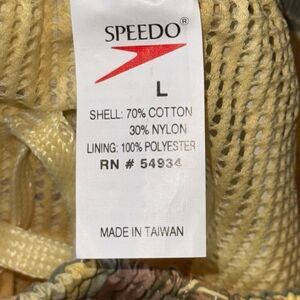 SPEEDO®
L
SHELL: 70% COTTON
30% NYLON
LINING: 100% POLYESTER
RN # 54934
MADE IN TAIWAN